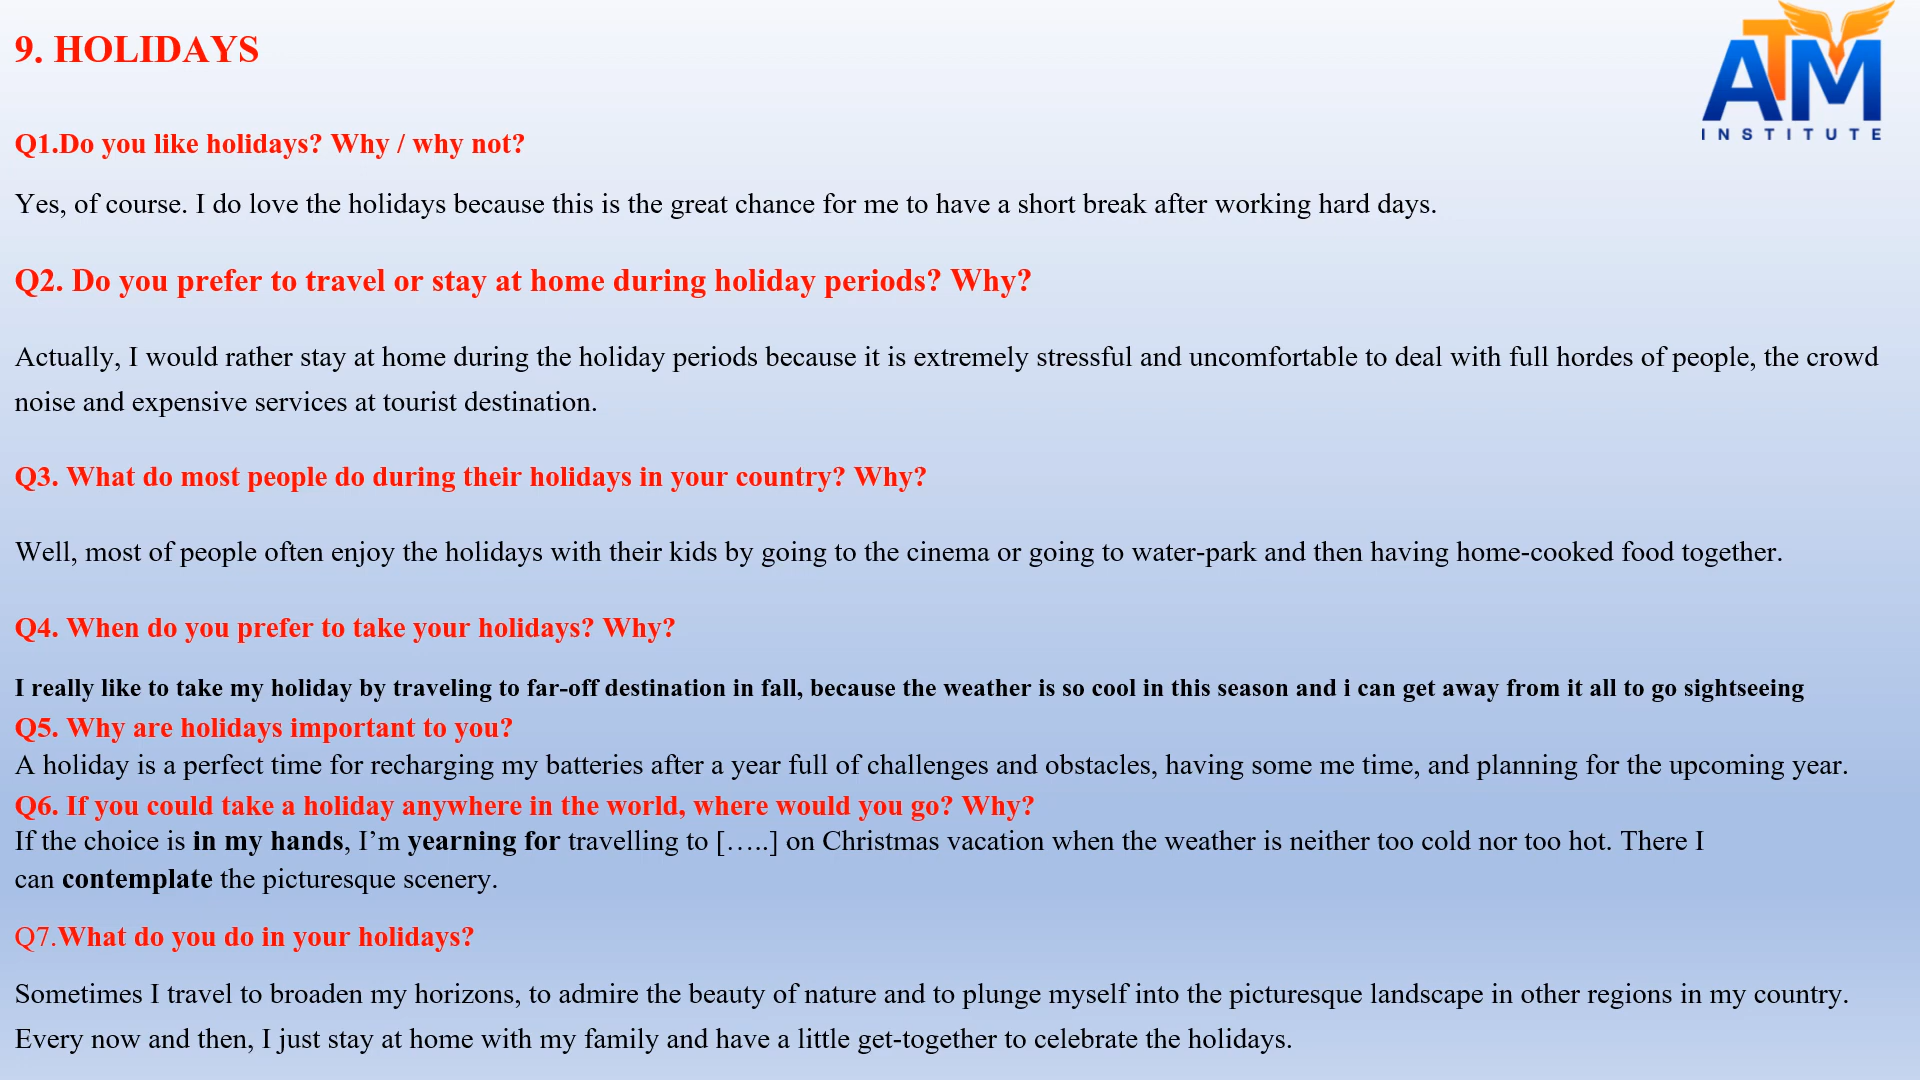 9. HOLIDAYS
ATM
INSTITUTE
Q1.Do you like holidays? Why / why not?
Yes, of course. I do love the holidays because this is the great chance for me to have a short break after working hard days.
Q2. Do you prefer to travel or stay at home during holiday periods? Why?
Actually, I would rather stay at home during the holiday periods because it is extremely stressful and uncomfortable to deal with full hordes of people, the crowd
noise and expensive services at tourist destination.
Q3. What do most people do during their holidays in your country? Why?
Well, most of people often enjoy the holidays with their kids by going to the cinema or going to water-park and then having home-cooked food together.
Q4. When do you prefer to take your holidays? Why?
I really like to take my holiday by traveling to far-off destination in fall, because the weather is so cool in this season and i can get away from it all to go sightseeing
Q5. Why are holidays important to you?
A holiday is a perfect time for recharging my batteries after a year full of challenges and obstacles, having some me time, and planning for the upcoming year.
Q6. If you could take a holiday anywhere in the world, where would you go? Why?
If the choice is in my hands, I’m yearning for travelling to […..] on Christmas vacation when the weather is neither too cold nor too hot. There I
can contemplate the picturesque scenery.
Q7.What do you do in your holidays?
Sometimes I travel to broaden my horizons, to admire the beauty of nature and to plunge myself into the picturesque landscape in other regions in my country.
Every now and then, I just stay at home with my family and have a little get-together to celebrate the holidays.